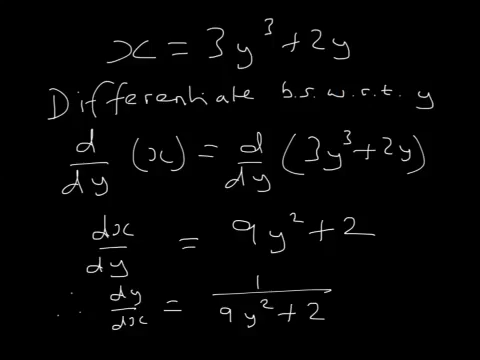 x = 3y³ + 2y
Differentiate b.s. w.r.t. y
d/dy (x) = d/dy (3y³ + 2y)
dx/dy = 9y² + 2
∴ dy/dx = 1/(9y² + 2)